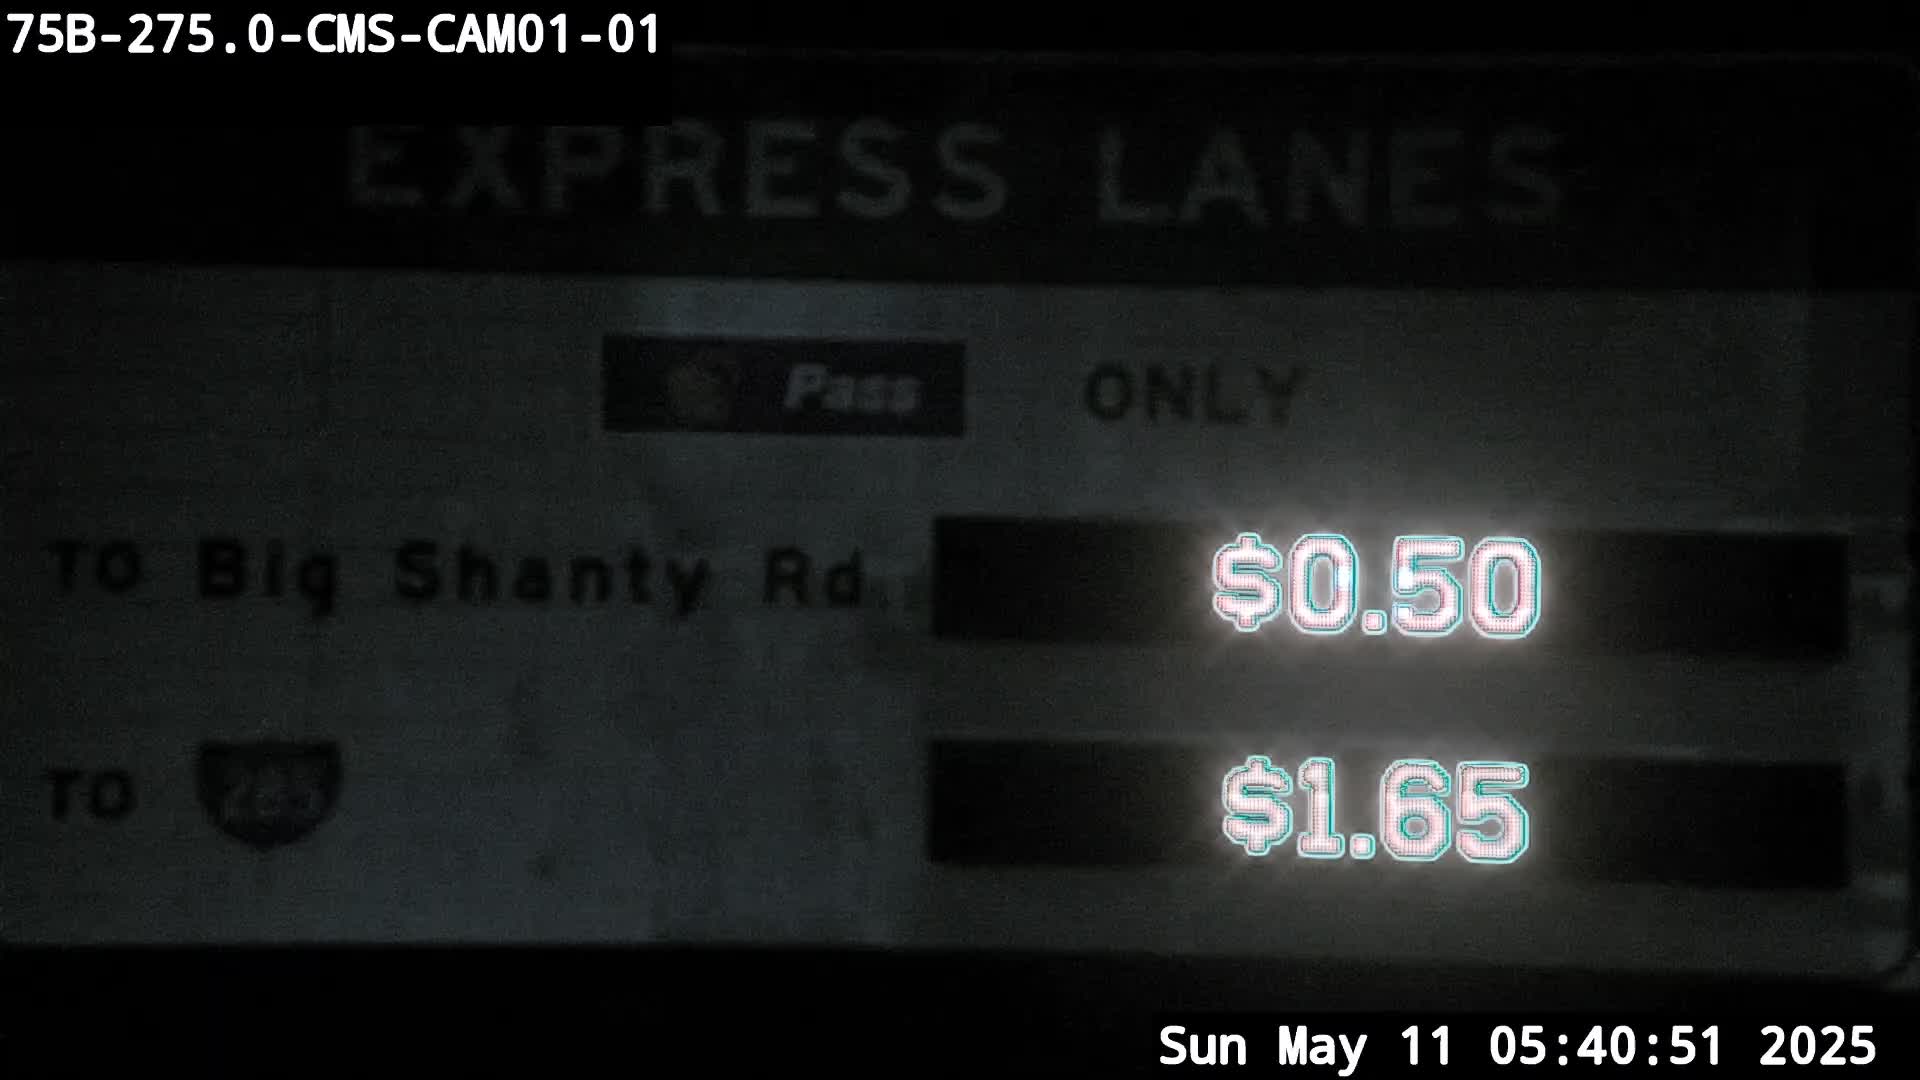 75B-275.0-CMS-CAM01-01
EXPRESS LANES
Pass ONLY
TO Big Shanty Rd $0.50
TO 285 $1.65
Sun May 11 05:40:51 2025